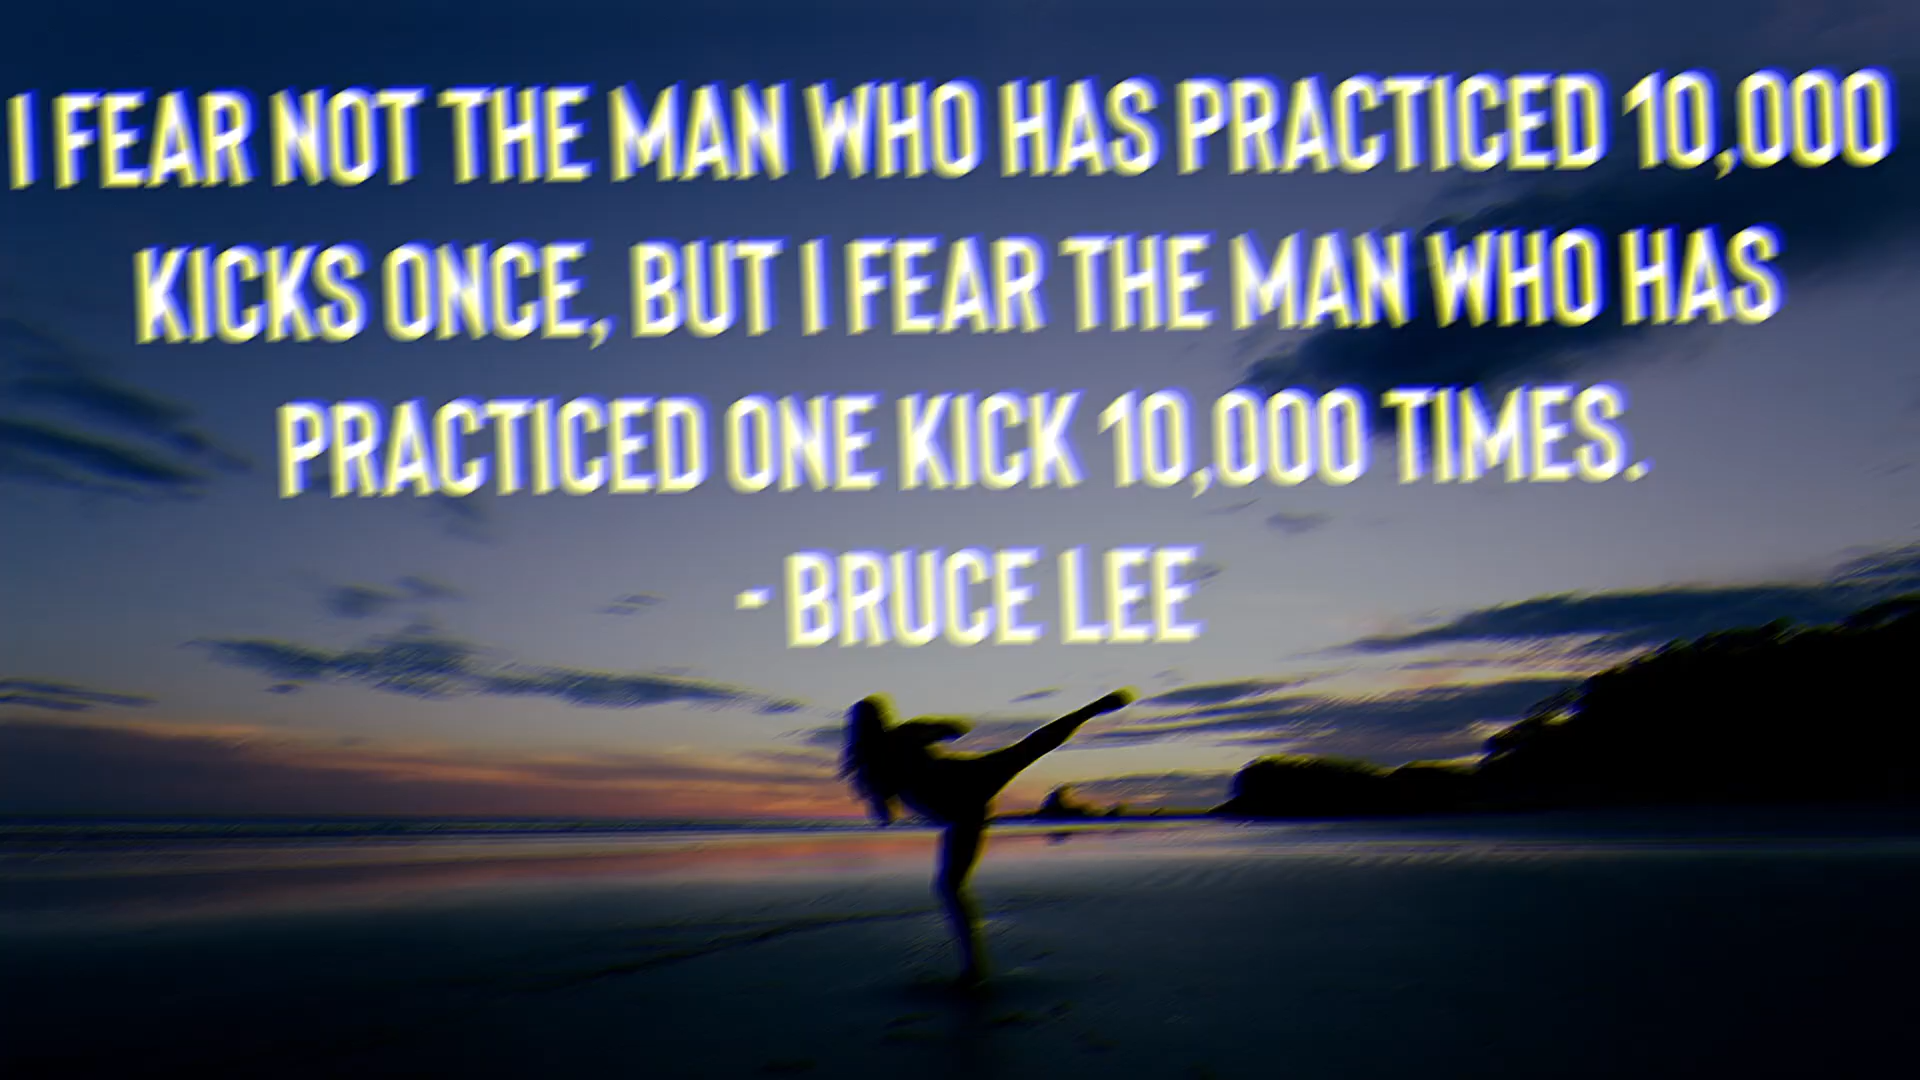 I FEAR NOT THE MAN WHO HAS PRACTICED 10,000
KICKS ONCE, BUT I FEAR THE MAN WHO HAS
PRACTICED ONE KICK 10,000 TIMES.
- BRUCE LEE